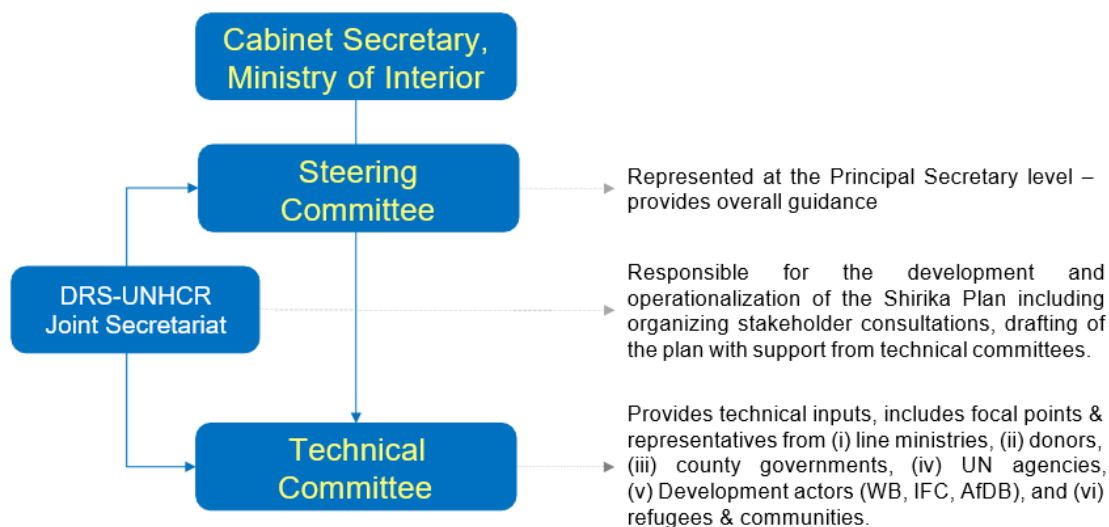 Cabinet Secretary,
Ministry of Interior
Steering
Committee
Represented at the Principal Secretary level –
provides overall guidance
DRS-UNHCR
Joint Secretariat
Responsible for the development and
operationalization of the Shirika Plan including
organizing stakeholder consultations, drafting of
the plan with support from technical committees.
Technical
Committee
Provides technical inputs, includes focal points &
representatives from (i) line ministries, (ii) donors,
(iii) county governments, (iv) UN agencies,
(v) Development actors (WB, IFC, AfDB), and (vi)
refugees & communities.